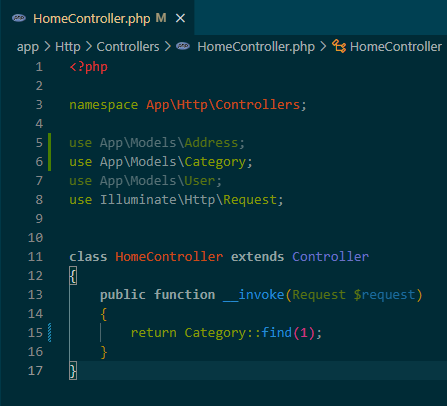 HomeController.php M ×
app > Http > Controllers > HomeController.php > HomeController
1 <?php
2
3 namespace App\Http\Controllers;
4
5 use App\Models\Address;
6 use App\Models\Category;
7 use App\Models\User;
8 use Illuminate\Http\Request;
9
10
11 class HomeController extends Controller
12 {
13     public function __invoke(Request $request)
14     {
15         return Category::find(1);
16     }
17 }